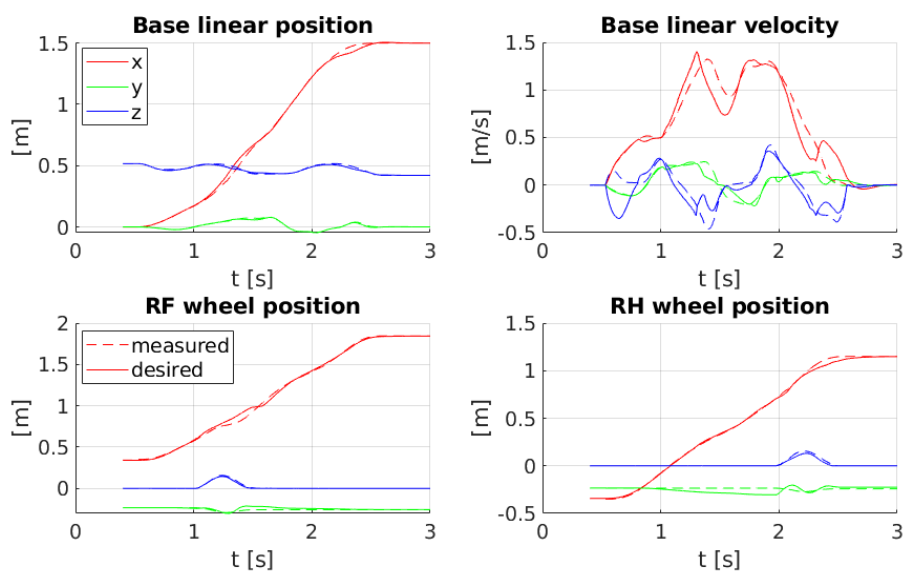 Base linear position
1.5
1
0.5
0
[m]
x
y
z
0 1 2 3
t [s]
Base linear velocity
1.5
1
0.5
0
-0.5
[m/s]
0 1 2 3
t [s]
RF wheel position
2
1.5
1
0.5
0
[m]
measured
desired
0 1 2 3
t [s]
RH wheel position
1.5
1
0.5
0
-0.5
[m]
0 1 2 3
t [s]